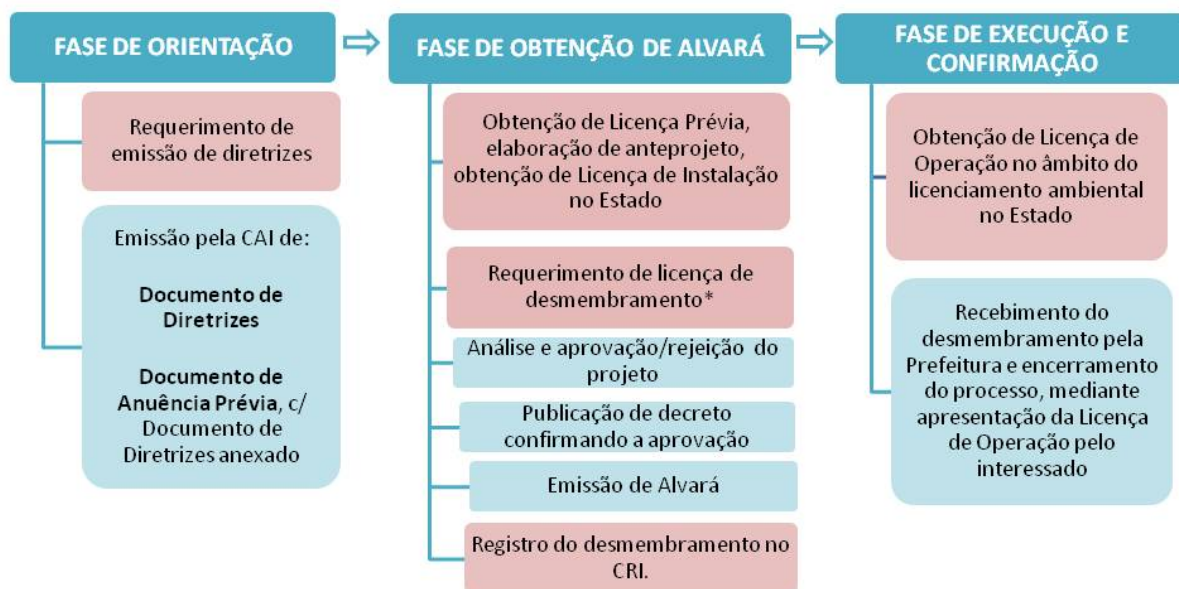 FASE DE ORIENTAÇÃO
Requerimento de
emissão de diretrizes
Emissão pela CAI de:
Documento de
Diretrizes
Documento de
Anuência Prévia, c/
Documento de
Diretrizes anexado
FASE DE OBTENÇÃO DE ALVARÁ
Obtenção de Licença Prévia,
elaboração de anteprojeto,
obtenção de Licença de Instalação
no Estado
Requerimento de licença de
desmembramento*
Análise e aprovação/rejeição do
projeto
Publicação de decreto
confirmando a aprovação
Emissão de Alvará
Registro do desmembramento no
CRI.
FASE DE EXECUÇÃO E
CONFIRMAÇÃO
Obtenção de Licença de
Operação no âmbito do
licenciamento ambiental
no Estado
Recebimento do
desmembramento pela
Prefeitura e encerramento
do processo, mediante
apresentação da Licença
de Operação pelo
interessado